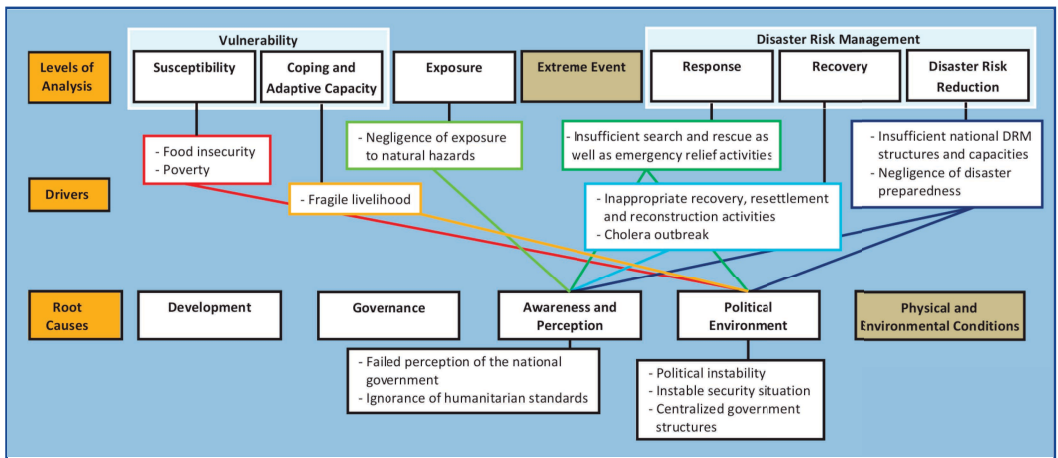 Vulnerability
Disaster Risk Management
Levels of
Analysis
Susceptibility
Coping and
Adaptive Capacity
Exposure
Extreme Event
Response
Recovery
Disaster Risk
Reduction
- Food insecurity
- Poverty
- Negligence of exposure
to natural hazards
- Insufficient search and rescue as
well as emergency relief activities
- Insufficient national DRM
structures and capacities
- Negligence of disaster
preparedness
Drivers
- Fragile livelihood
- Inappropriate recovery, resettlement
and reconstruction activities
- Cholera outbreak
Root
Causes
Development
Governance
Awareness and
Perception
Political
Environment
Physical and
Environmental Conditions
- Failed perception of the national
government
- Ignorance of humanitarian standards
- Political instability
- Instable security situation
- Centralized government
structures